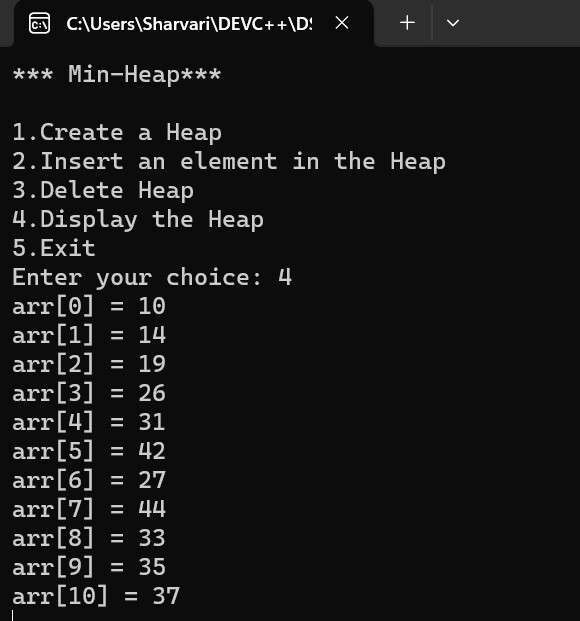 C:\Users\Sharvari\DEVC++\DS
*** Min-Heap***
1.Create a Heap
2.Insert an element in the Heap
3.Delete Heap
4.Display the Heap
5.Exit
Enter your choice: 4
arr[0] = 10
arr[1] = 14
arr[2] = 19
arr[3] = 26
arr[4] = 31
arr[5] = 42
arr[6] = 27
arr[7] = 44
arr[8] = 33
arr[9] = 35
arr[10] = 37